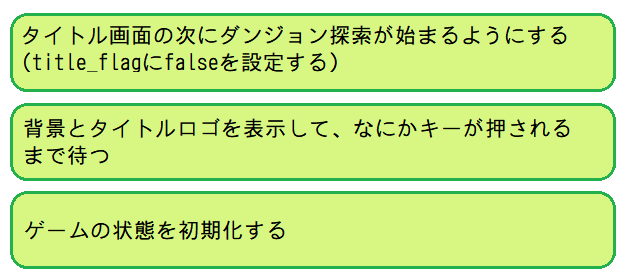 タイトル画面の次にダンジョン探索が始まるようにする
(title_flagにfalseを設定する)
背景とタイトルロゴを表示して、なにかキーが押される
まで待つ
ゲームの状態を初期化する